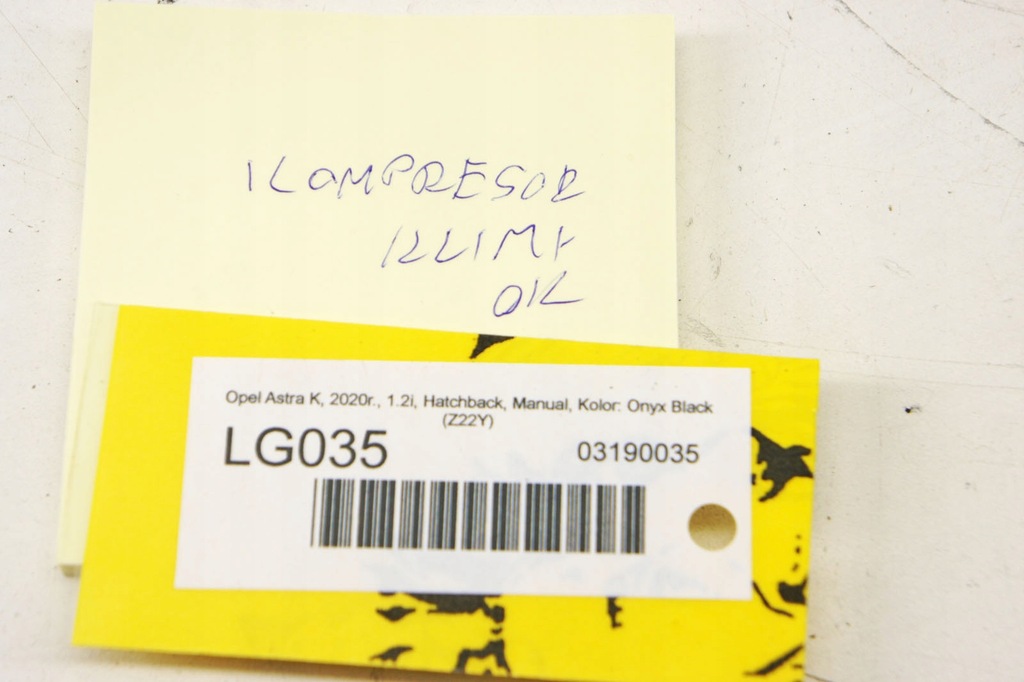 KOMPRESOR
KLIMY
OK
Opel Astra K, 2020r., 1.2i, Hatchback, Manual, Kolor: Onyx Black
(Z22Y)
LG035 03190035